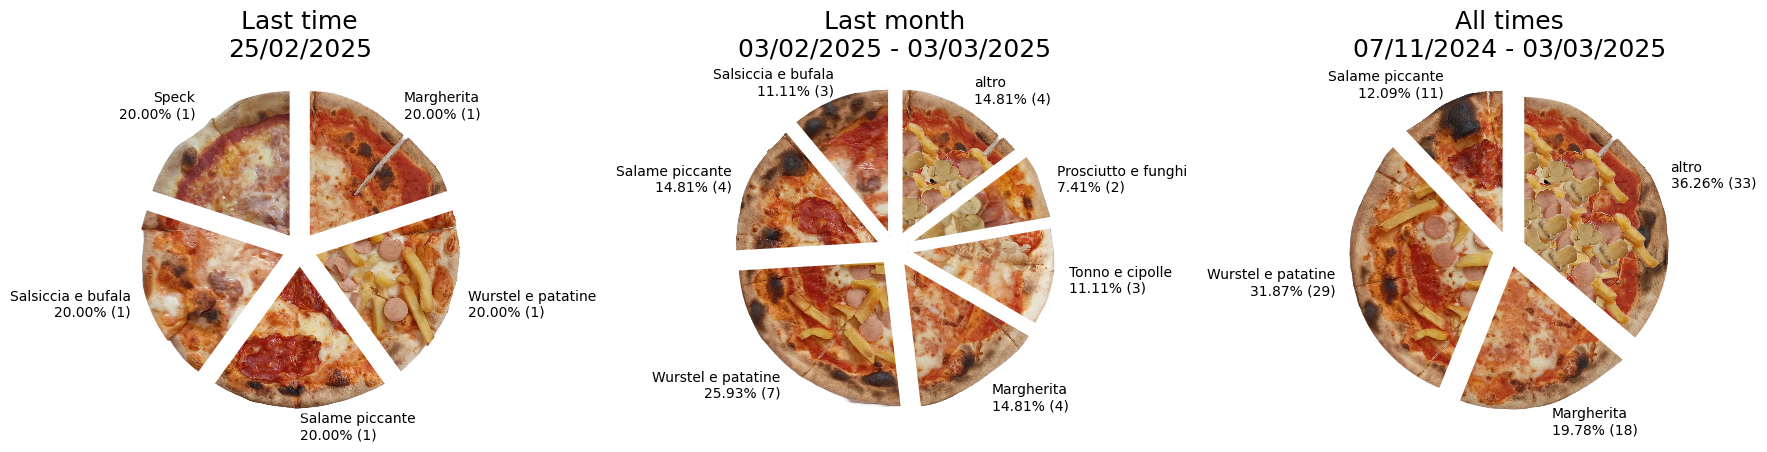 Last time
25/02/2025
Speck
20.00% (1)
Margherita
20.00% (1)
Salsiccia e bufala
20.00% (1)
Wurstel e patatine
20.00% (1)
Salame piccante
20.00% (1)
Last month
03/02/2025 - 03/03/2025
Salsiccia e bufala
11.11% (3)
altro
14.81% (4)
Salame piccante
14.81% (4)
Prosciutto e funghi
7.41% (2)
Tonno e cipolle
11.11% (3)
Wurstel e patatine
25.93% (7)
Margherita
14.81% (4)
All times
07/11/2024 - 03/03/2025
Salame piccante
12.09% (11)
altro
36.26% (33)
Wurstel e patatine
31.87% (29)
Margherita
19.78% (18)